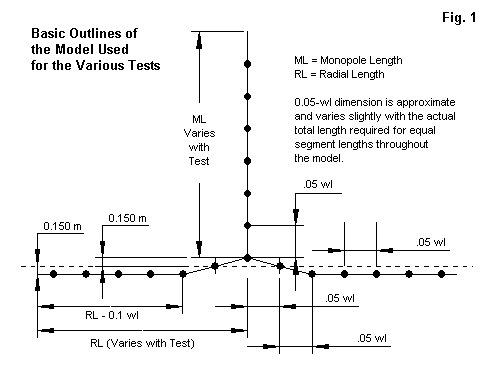 Fig. 1
Basic Outlines of
the Model Used
for the Various Tests
ML = Monopole Length
RL = Radial Length
0.05-wl dimension is approximate
and varies slightly with the actual
total length required for equal
segment lengths throughout
the model.
ML
Varies
with
Test
.05 wl
0.150 m
0.150 m
.05 wl
.05 wl
RL - 0.1 wl
.05 wl
RL (Varies with Test)